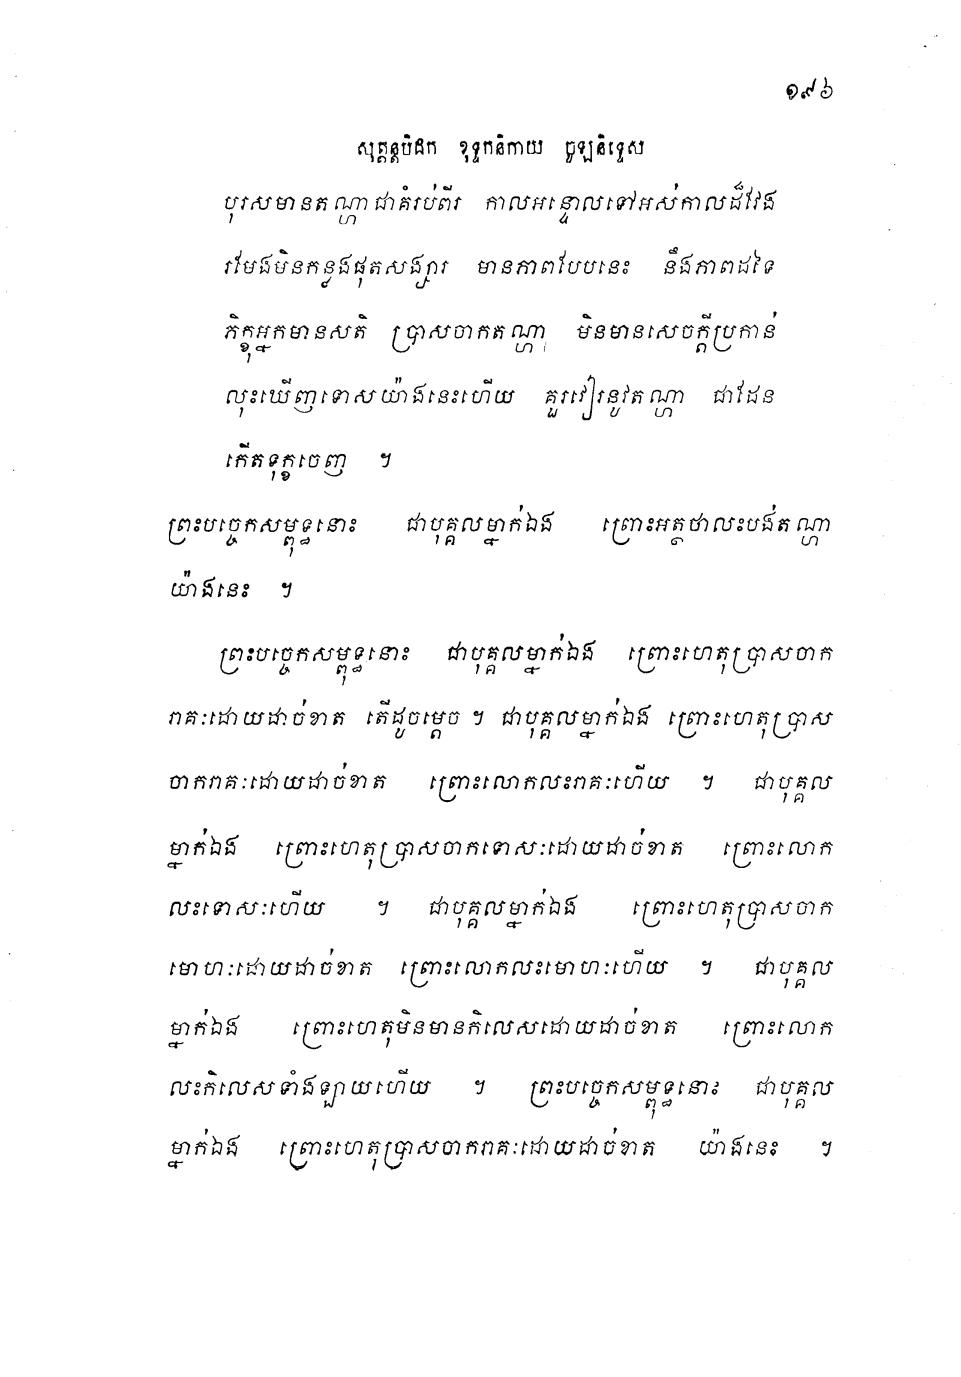 ១៩៦
សុត្តន្តបិដក ខុទ្ទកនិកាយ ចូឡនិទ្ទេស
បុរសមានតណ្ហាជាគំរប់ពីរ កាលអន្ទោលទៅអស់កាលដ៏វែង
រមែងមិនកន្លងផុតសង្សារ មានភាពបែបនេះ នឹងភាពដទៃ
ភិក្ខុអ្នកមានសតិ ប្រាសចាកតណ្ហា មិនមានសេចក្តីប្រកាន់
លុះឃើញទោសយ៉ាងនេះហើយ គួរវៀរនូវតណ្ហា ជាដែន
កើតទុក្ខចេញ ។
ព្រះបច្ចេកសម្ពុទ្ធនោះ ជាបុគ្គលម្នាក់ឯង ព្រោះអត្ថថាលះបង់តណ្ហា
យ៉ាងនេះ ។
ព្រះបច្ចេកសម្ពុទ្ធនោះ ជាបុគ្គលម្នាក់ឯង ព្រោះហេតុប្រាសចាក
រាគៈដោយដាច់ខាត តើដូចម្តេច ។ ជាបុគ្គលម្នាក់ឯង ព្រោះហេតុប្រាស
ចាករាគៈដោយដាច់ខាត ព្រោះលោកលះរាគៈហើយ ។ ជាបុគ្គល
ម្នាក់ឯង ព្រោះហេតុប្រាសចាកទោសៈដោយដាច់ខាត ព្រោះលោក
លះទោសៈហើយ ។ ជាបុគ្គលម្នាក់ឯង ព្រោះហេតុប្រាសចាក
មោហៈដោយដាច់ខាត ព្រោះលោកលះមោហៈហើយ ។ ជាបុគ្គល
ម្នាក់ឯង ព្រោះហេតុមិនមានកិលេសដោយដាច់ខាត ព្រោះលោក
លះកិលេសទាំងឡាយហើយ ។ ព្រះបច្ចេកសម្ពុទ្ធនោះ ជាបុគ្គល
ម្នាក់ឯង ព្រោះហេតុប្រាសចាករាគៈដោយដាច់ខាត យ៉ាងនេះ ។